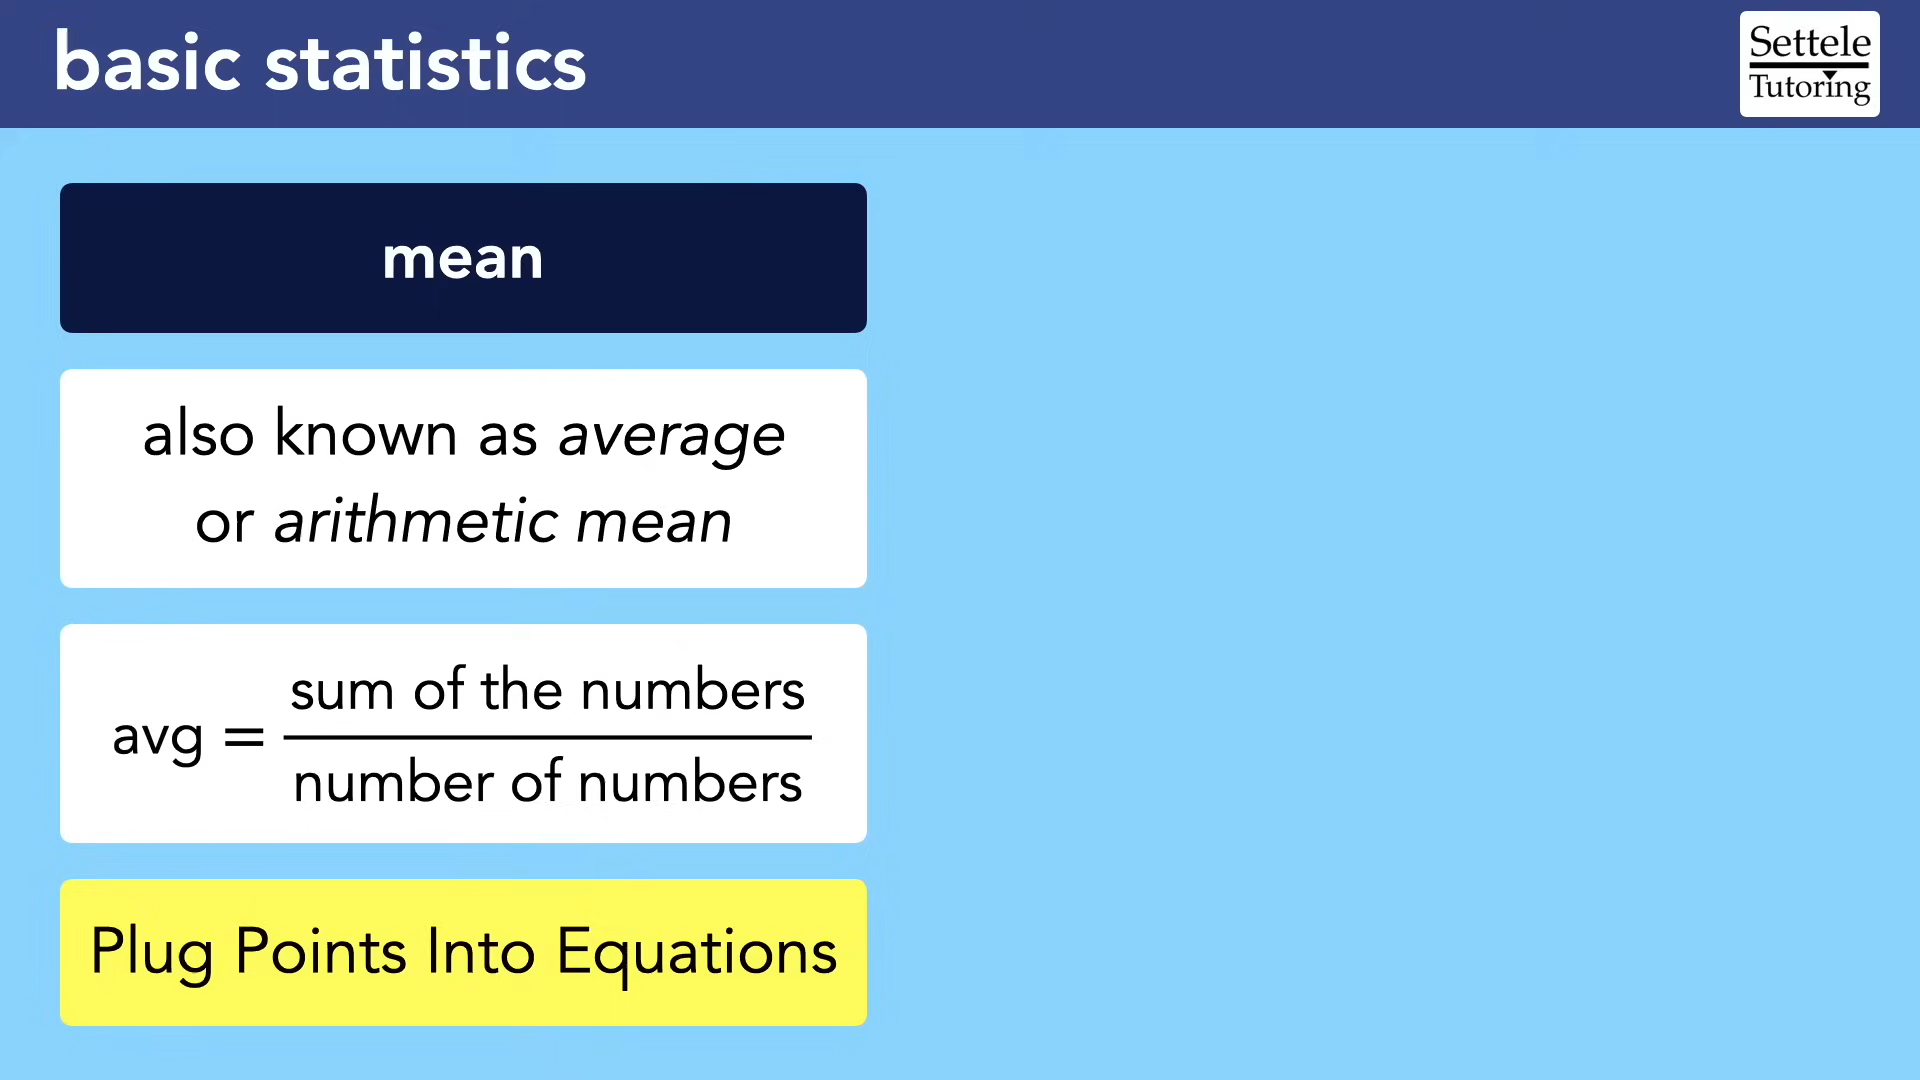 basic statistics
Settele
Tutoring
mean
also known as average
or arithmetic mean
avg = sum of the numbers
number of numbers
Plug Points Into Equations